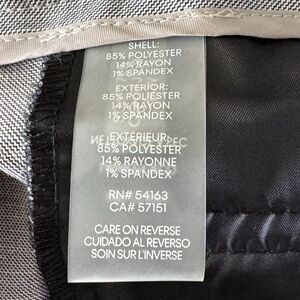 SHELL:
85% POLYESTER
14% RAYON
1% SPANDEX
EXTERIOR:
85% POLIESTER
14% RAYON
1% SPANDEX
EXTÉRIEUR:
85% POLYESTER
14% RAYONNE
1% SPANDEX
RN# 54163
CA# 57151
CARE ON REVERSE
CUIDADO AL REVERSO
SOIN SUR L'INVERSE